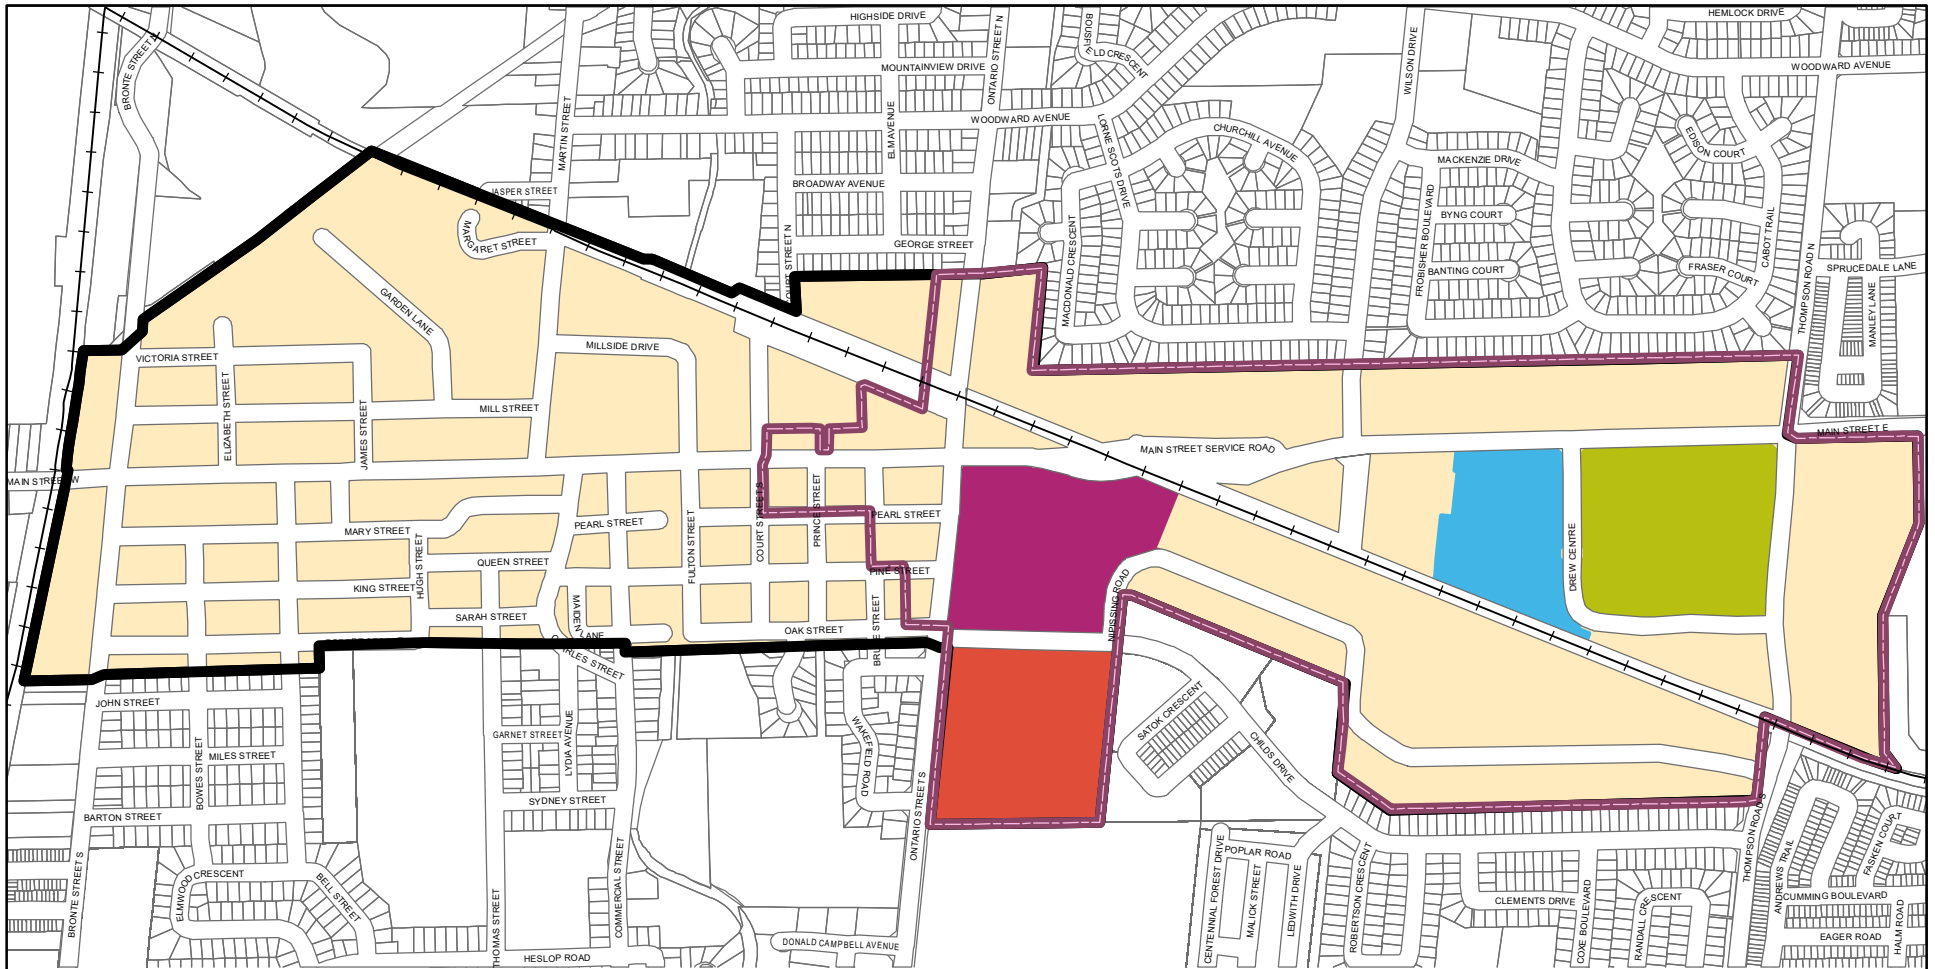 HIGHSIDE DRIVE
HEMLOCK DRIVE
BRONTE STREET N
ONTARIO STREET N
WILSON DRIVE
MOUNTAINVIEW DRIVE
WOODWARD AVENUE
MARTIN STREET
ELM AVENUE
WOODWARD AVENUE
LORNE SCOTS DRIVE
CHURCHILL AVENUE
EDISON COURT
MACKENZIE DRIVE
JASPER STREET
BROADWAY AVENUE
FROBISHER BOULEVARD
BYNG COURT
CABOT TRAIL
MARGARET STREET
COURT STREET N
GEORGE STREET
MACDONALD CRESCENT
BANTING COURT
FRASER COURT
THOMPSON ROAD N
SPRUCEDALE LANE
MANLEY LANE
GARDEN LANE
VICTORIA STREET
MILLSIDE DRIVE
ELIZABETH STREET
JAMES STREET
MILL STREET
MAIN STREET SERVICE ROAD
MAIN STREET E
MAIN STREET W
COURT STREET S
PRINCE STREET
PEARL STREET
MARY STREET
HUGH STREET
PEARL STREET
FULTON STREET
DREW CENTRE
QUEEN STREET
PINE STREET
KING STREET
NIPISSING ROAD
SARAH STREET
MAIDEN LANE
OAK STREET
BRUCE STREET
CHARLES STREET
JOHN STREET
SATOK CRESCENT
GARNET STREET
LYDIA AVENUE
WAKEFIELD ROAD
CHILDS DRIVE
BOWES STREET
MILES STREET
SYDNEY STREET
BARTON STREET
ONTARIO STREET S
THOMPSON ROAD S
FASKEN COURT
BRONTE STREET S
ELMWOOD CRESCENT
BELL STREET
COMMERCIAL STREET
THOMAS STREET
POPLAR ROAD
CENTENNIAL FOREST DRIVE
MALICK STREET
LEDWITH DRIVE
ROBERTSON CRESCENT
CLEMENTS DRIVE
COXE BOULEVARD
RANDALL CRESCENT
ANDREWS TRAIL
CUMMING BOULEVARD
HALM ROAD
EAGER ROAD
DONALD CAMPBELL AVENUE
HESLOP ROAD